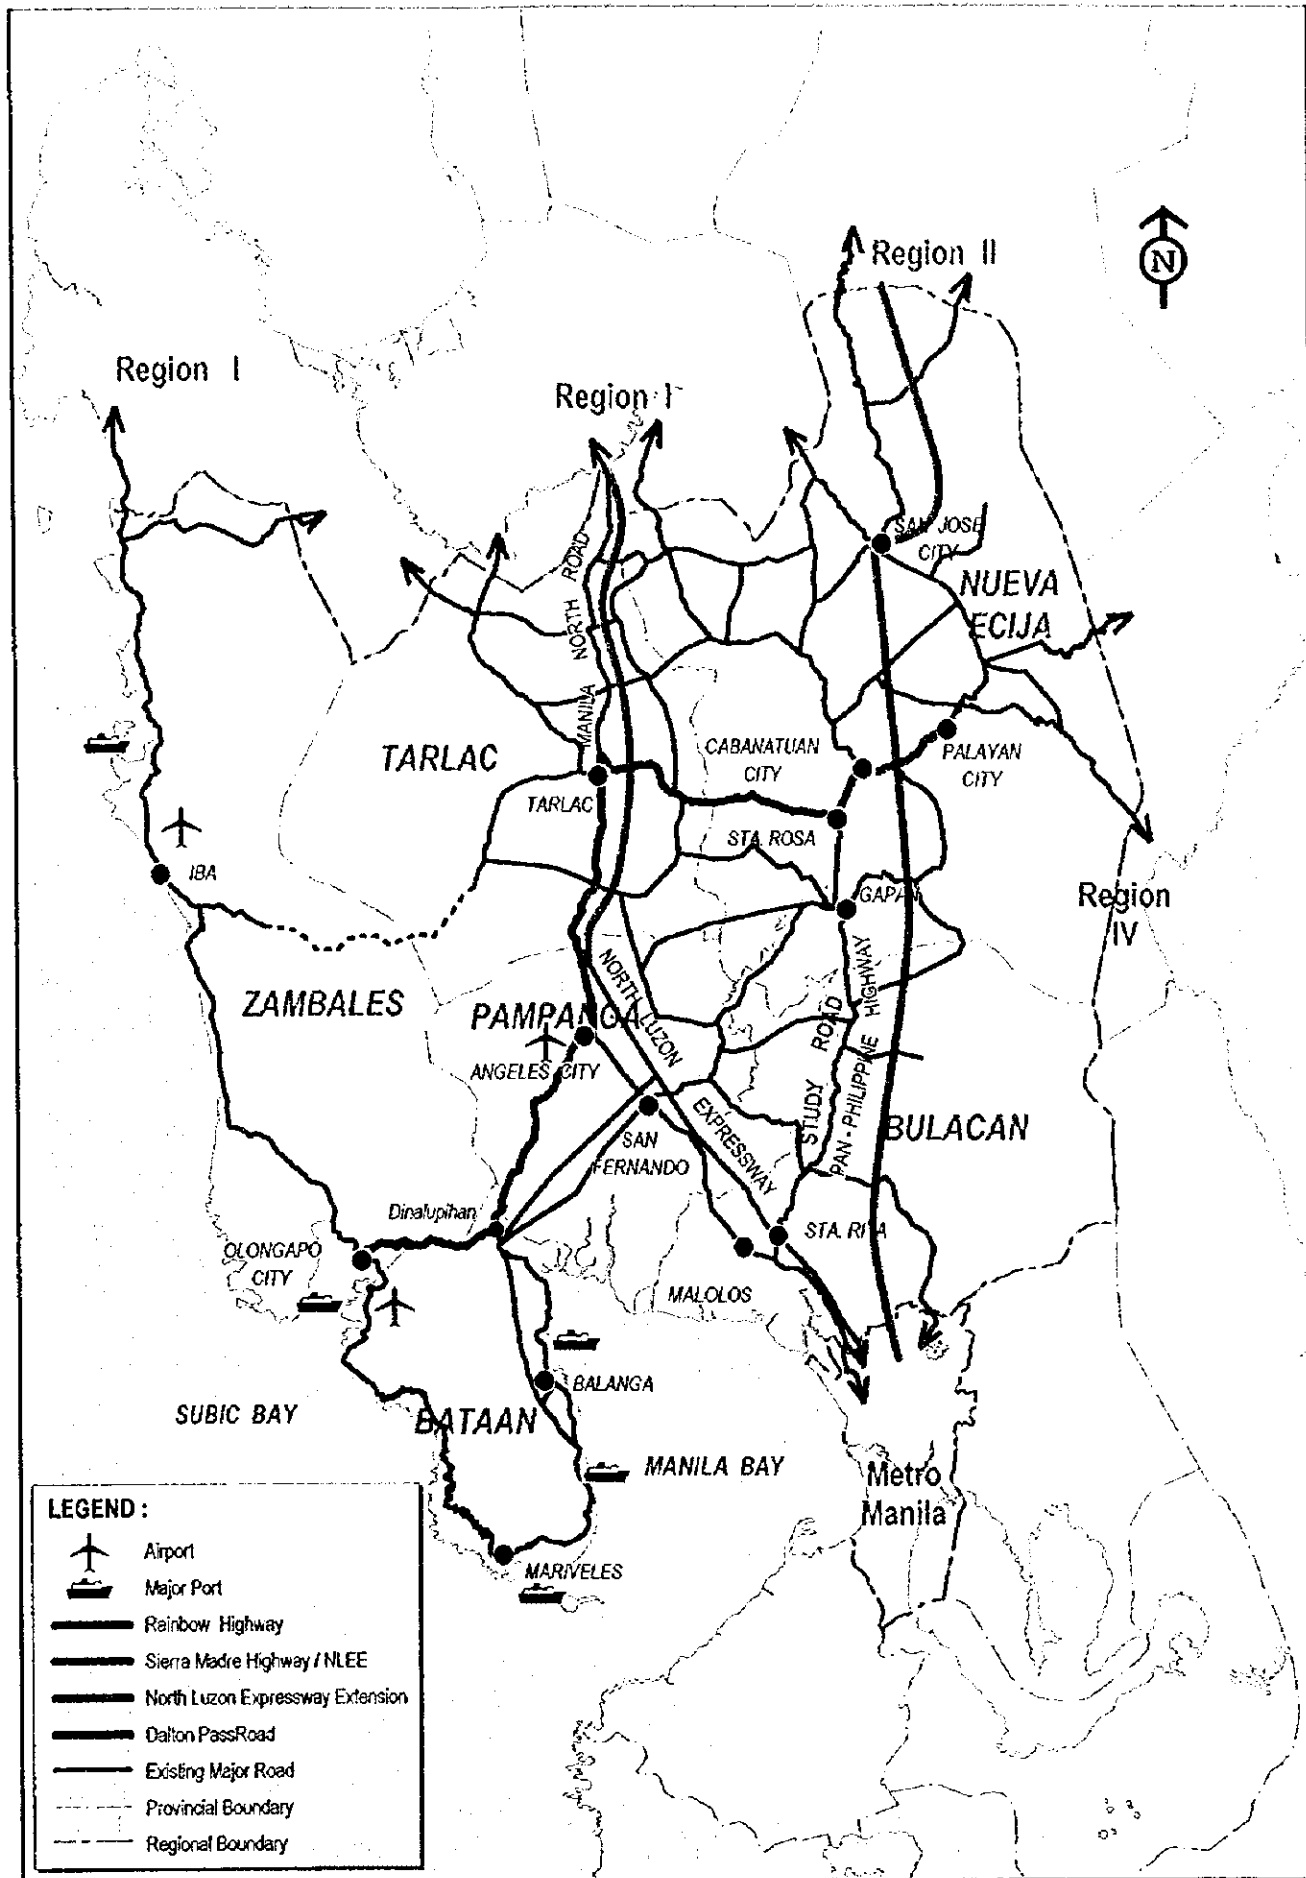 Region II
N
Region I
Region I
SAN JOSE
CITY
NUEVA
ECIJA
MANILA NORTH ROAD
TARLAC
CABANATUAN
CITY
PALAYAN
CITY
TARLAC
STA. ROSA
IBA
GAPAN
Region
IV
ZAMBALES
PAMPANGA
NORTH LUZON EXPRESSWAY
STUDY ROAD
PAN - PHILIPPINE HIGHWAY
ANGELES CITY
BULACAN
SAN
FERNANDO
Dinalupihan
STA. RITA
OLONGAPO
CITY
MALOLOS
BALANGA
SUBIC BAY
BATAAN
MANILA BAY
Metro
Manila
MARIVELES
LEGEND :
Airport
Major Port
Rainbow Highway
Sierra Madre Highway / NLEE
North Luzon Expressway Extension
Dalton PassRoad
Existing Major Road
Provincial Boundary
Regional Boundary